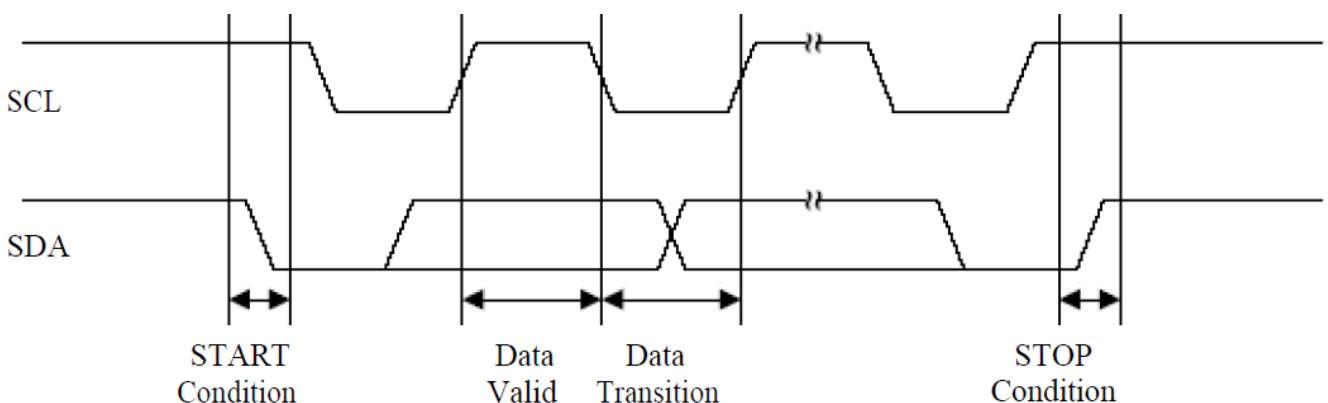 SCL
SDA
START
Condition
Data
Valid
Data
Transition
STOP
Condition